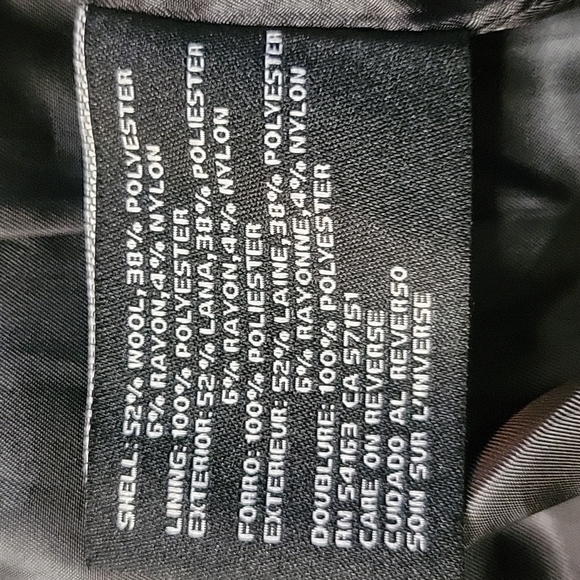 SHELL: 52% WOOL, 38% POLYESTER
6% RAYON, 4% NYLON
LINING: 100% POLYESTER
EXTERIOR: 52% LANA, 38% POLIESTER
6% RAYON, 4% NYLON
FORRO: 100% POLIESTER
EXTERIEUR: 52% LAINE, 38% POLYESTER
6% RAYONNE, 4% NYLON
DOUBLURE: 100% POLYESTER
RN 54163 CA 57151
CARE ON REVERSE
CUIDADO AL REVERSO
SOIN SUR L'INVERSE